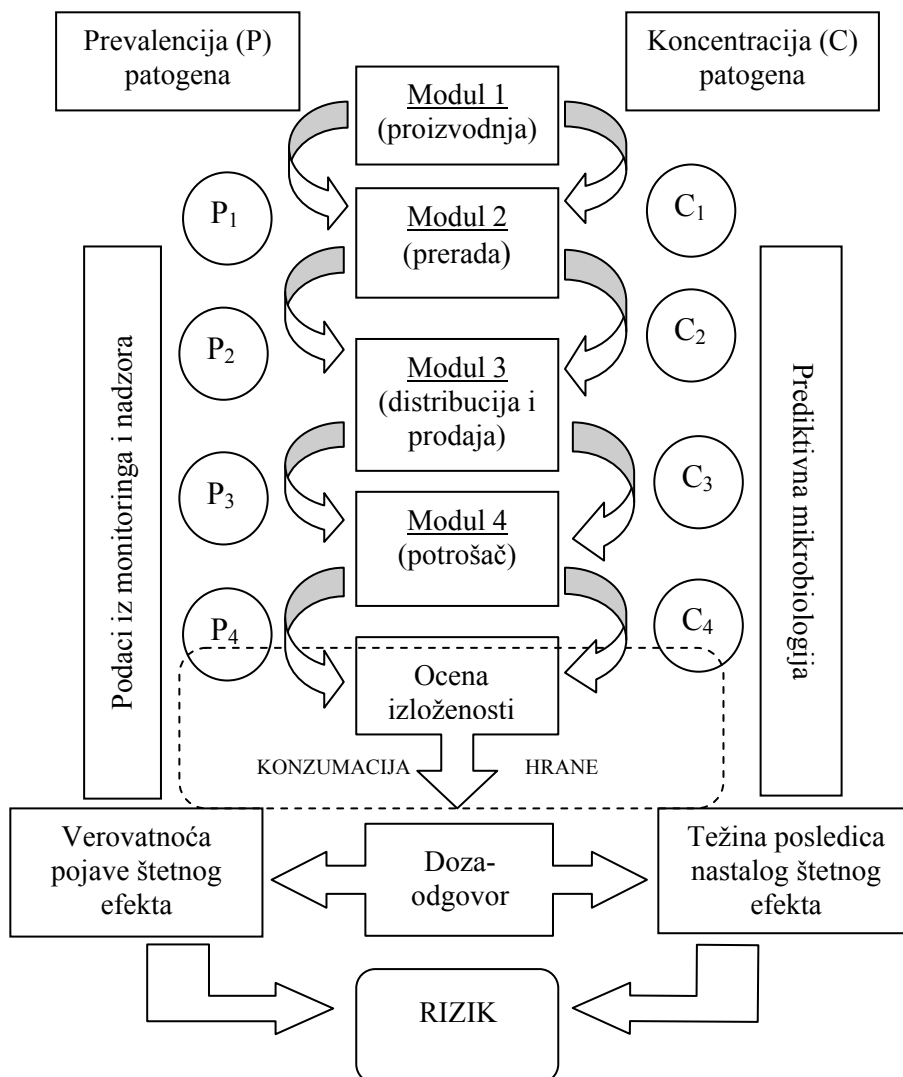 Prevalencija (P)
patogena
Koncentracija (C)
patogena
Modul 1
(proizvodnja)
P1
C1
Modul 2
(prerada)
P2
C2
Modul 3
(distribucija i
prodaja)
P3
C3
Modul 4
(potrošač)
P4
C4
Podaci iz monitoringa i nadzora
Prediktivna mikrobiologija
Ocena
izloženosti
KONZUMACIJA HRANE
Verovatnoća
pojave štetnog
efekta
Doza-
odgovor
Težina posledica
nastalog štetnog
efekta
RIZIK